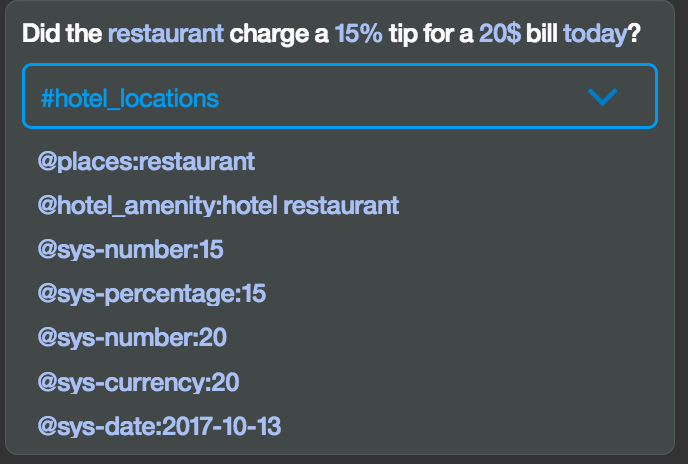 Did the restaurant charge a 15% tip for a 20$ bill today?
#hotel_locations
@places:restaurant
@hotel_amenity:hotel restaurant
@sys-number:15
@sys-percentage:15
@sys-number:20
@sys-currency:20
@sys-date:2017-10-13